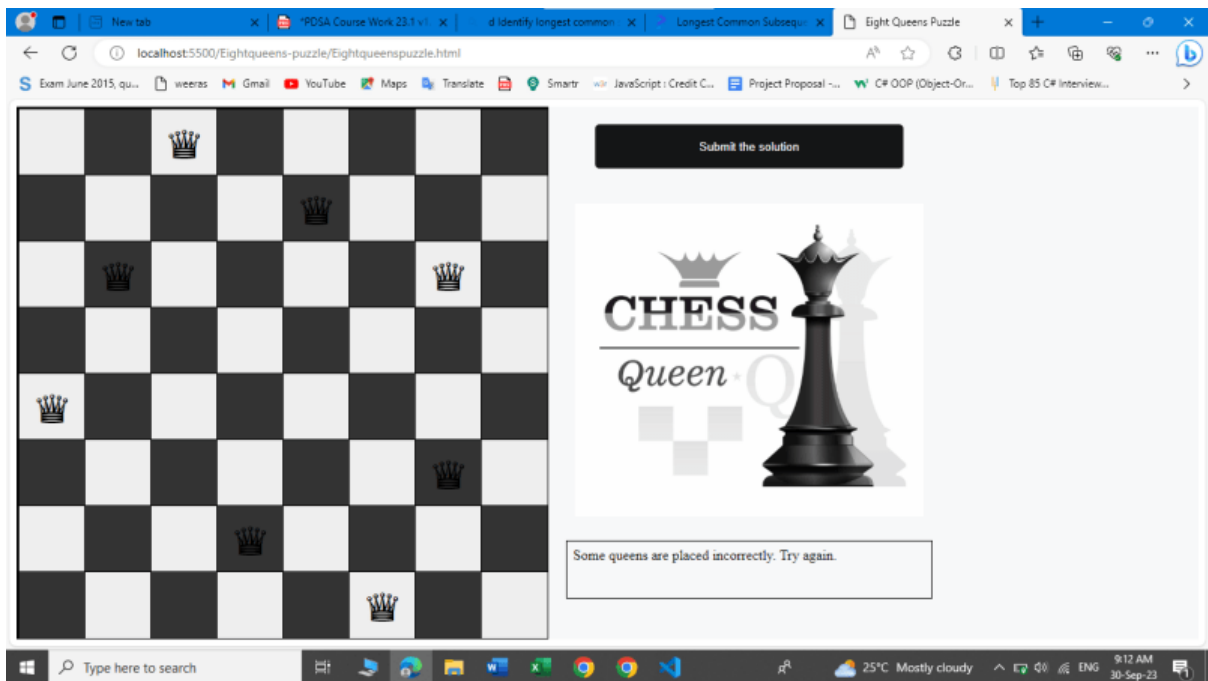 New tab
*PDSA Course Work 23.1 v1
d Identify longest common
Longest Common Subsequ
Eight Queens Puzzle
localhost:5500/Eightqueens-puzzle/Eightqueenspuzzle.html
Exam June 2015, qu...
weeras
Gmail
YouTube
Maps
Translate
Smartr
JavaScript : Credit C...
Project Proposal -...
C# OOP (Object-Or...
Top 85 C# Interview...
Submit the solution
CHESS
Queen
Q
Some queens are placed incorrectly. Try again.
Type here to search
25°C Mostly cloudy
ENG
9:12 AM
30-Sep-23